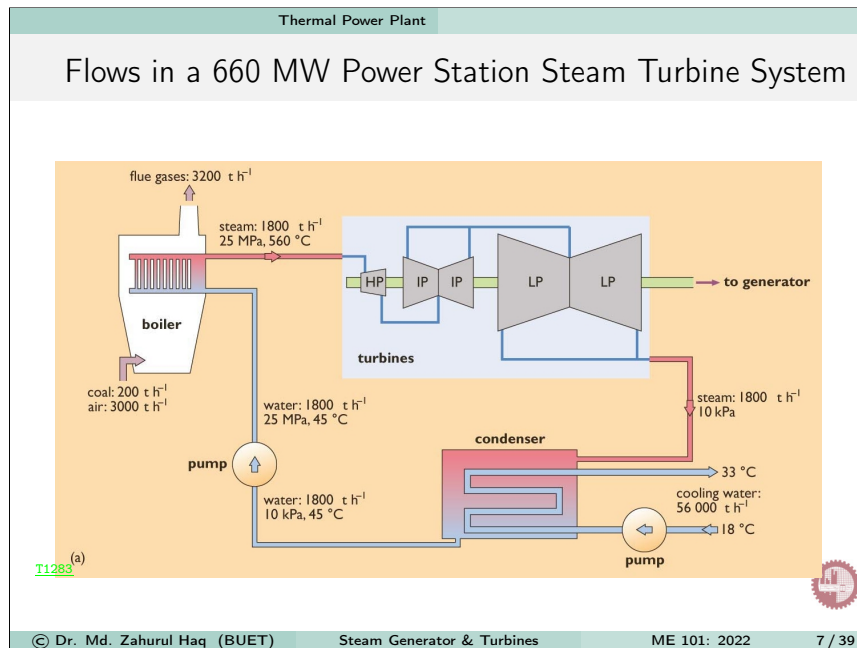 Thermal Power Plant
Flows in a 660 MW Power Station Steam Turbine System
flue gases: 3200 t h⁻¹
steam: 1800 t h⁻¹
25 MPa, 560 °C
HP
IP
IP
LP
LP
to generator
boiler
turbines
coal: 200 t h⁻¹
air: 3000 t h⁻¹
water: 1800 t h⁻¹
25 MPa, 45 °C
steam: 1800 t h⁻¹
10 kPa
condenser
pump
33 °C
water: 1800 t h⁻¹
10 kPa, 45 °C
cooling water:
56 000 t h⁻¹
18 °C
pump
(a)
T1283
© Dr. Md. Zahurul Haq (BUET) Steam Generator & Turbines ME 101: 2022 7 / 39